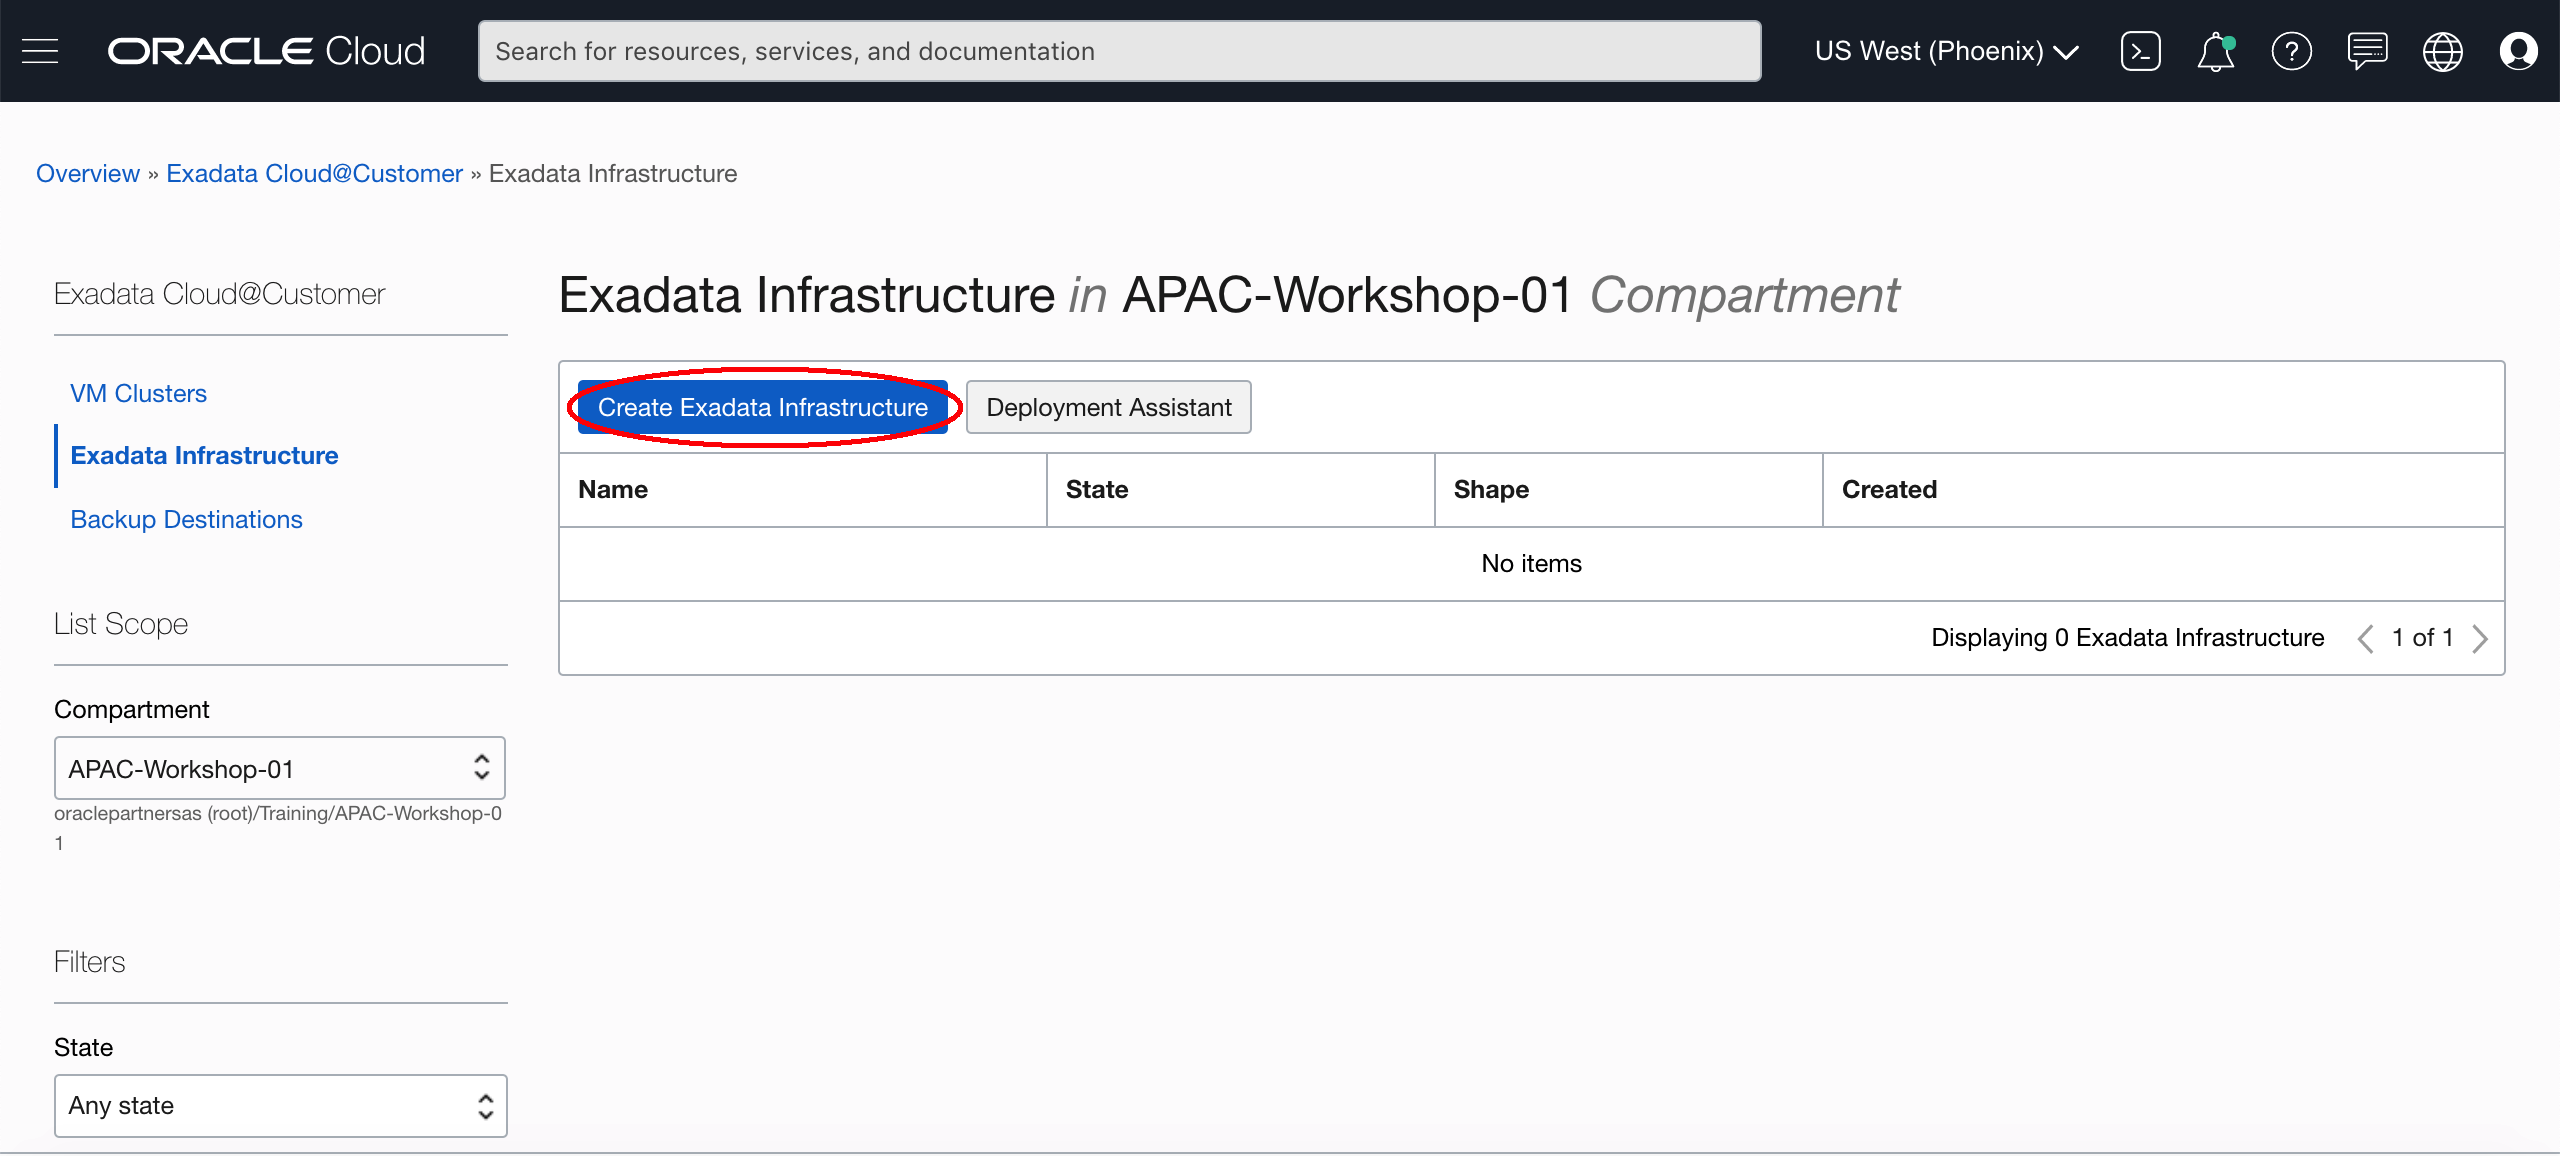 ORACLE Cloud
Search for resources, services, and documentation
US West (Phoenix)
Overview » Exadata Cloud@Customer » Exadata Infrastructure
Exadata Cloud@Customer
VM Clusters
Exadata Infrastructure
Backup Destinations
List Scope
Compartment
APAC-Workshop-01
oraclepartnersas (root)/Training/APAC-Workshop-0
1
Filters
State
Any state
Exadata Infrastructure in APAC-Workshop-01 Compartment
Create Exadata Infrastructure
Deployment Assistant
Name State Shape Created
No items
Displaying 0 Exadata Infrastructure 1 of 1